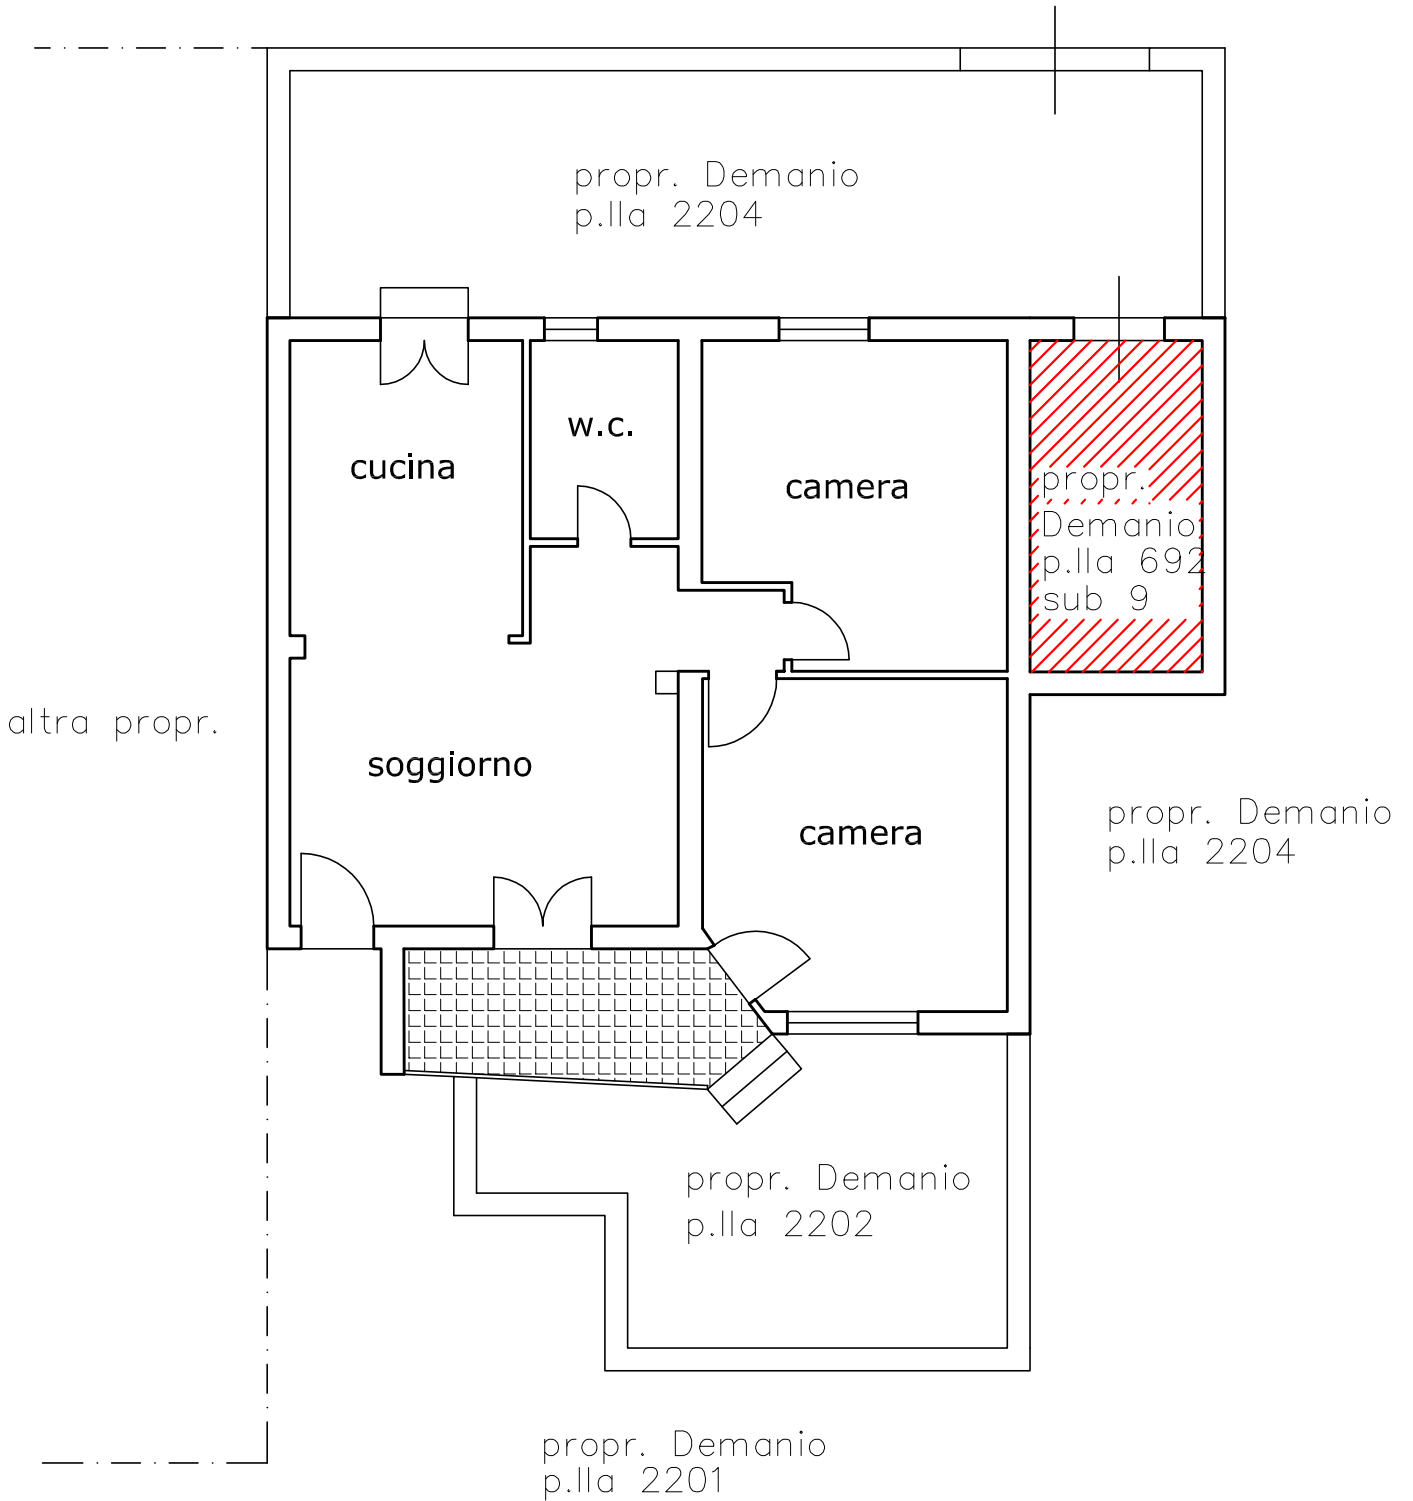 propr. Demanio
p.lla 2204
w.c.
cucina
camera
propr.
Demanio
p.lla 692
sub 9
altra propr.
soggiorno
camera
propr. Demanio
p.lla 2204
propr. Demanio
p.lla 2202
propr. Demanio
p.lla 2201